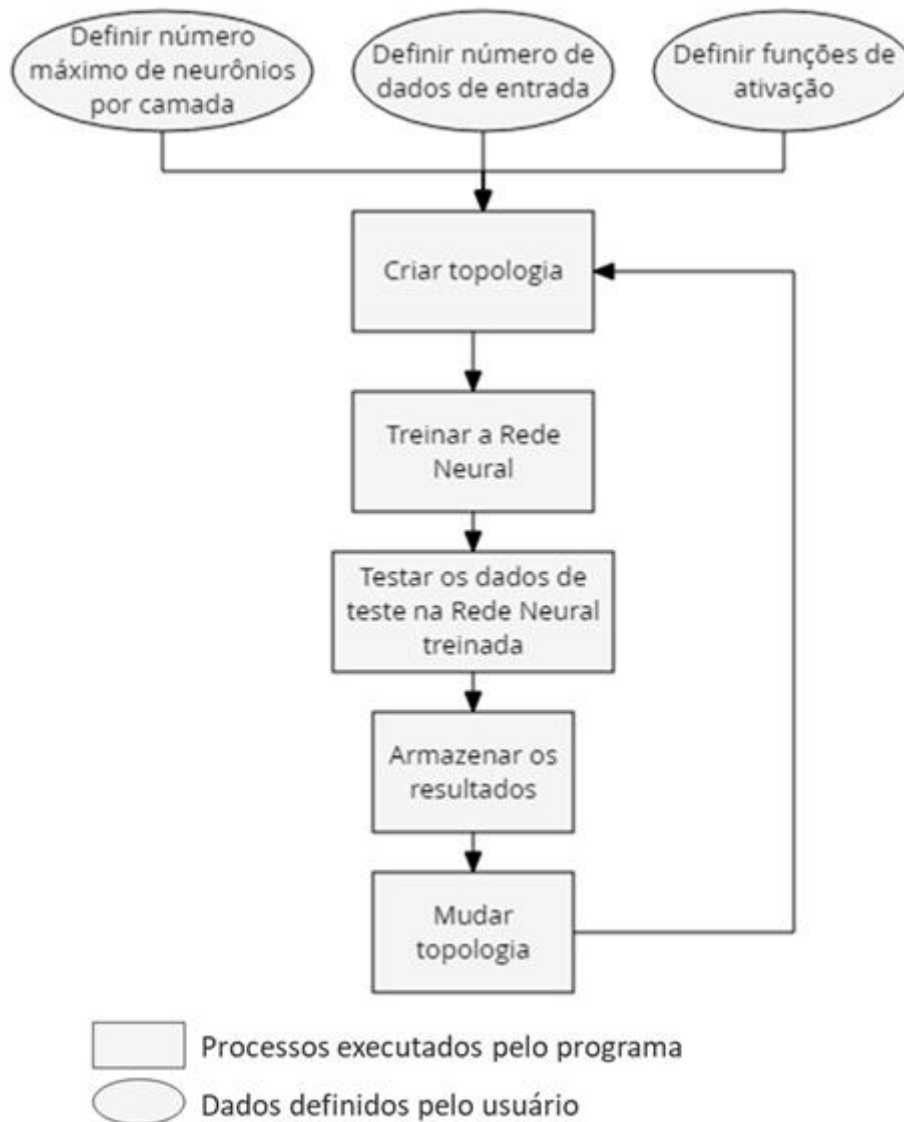 Definir número
máximo de neurônios
por camada
Definir número de
dados de entrada
Definir funções de
ativação
Criar topologia
Treinar a Rede
Neural
Testar os dados de
teste na Rede Neural
treinada
Armazenar os
resultados
Mudar
topologia
Processos executados pelo programa
Dados definidos pelo usuário